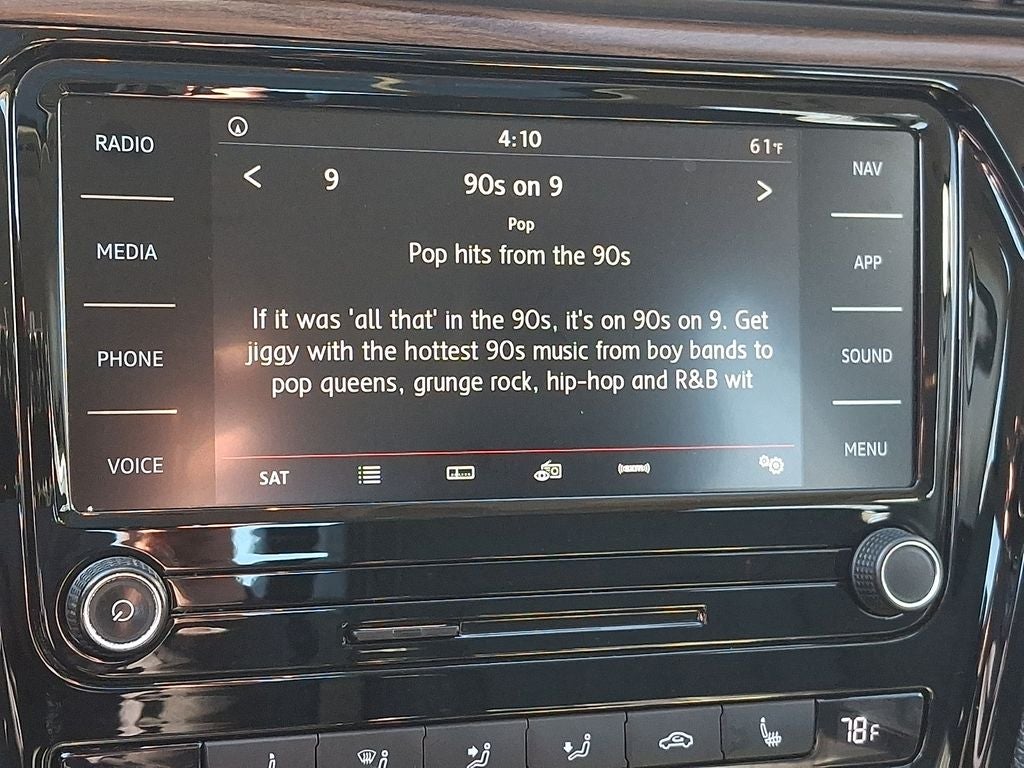 RADIO
MEDIA
PHONE
VOICE
4:10
61°F
< 9 90s on 9 >
Pop
Pop hits from the 90s
If it was 'all that' in the 90s, it's on 90s on 9. Get
jiggy with the hottest 90s music from boy bands to
pop queens, grunge rock, hip-hop and R&B wit
SAT
((SXM))
NAV
APP
SOUND
MENU
78°F